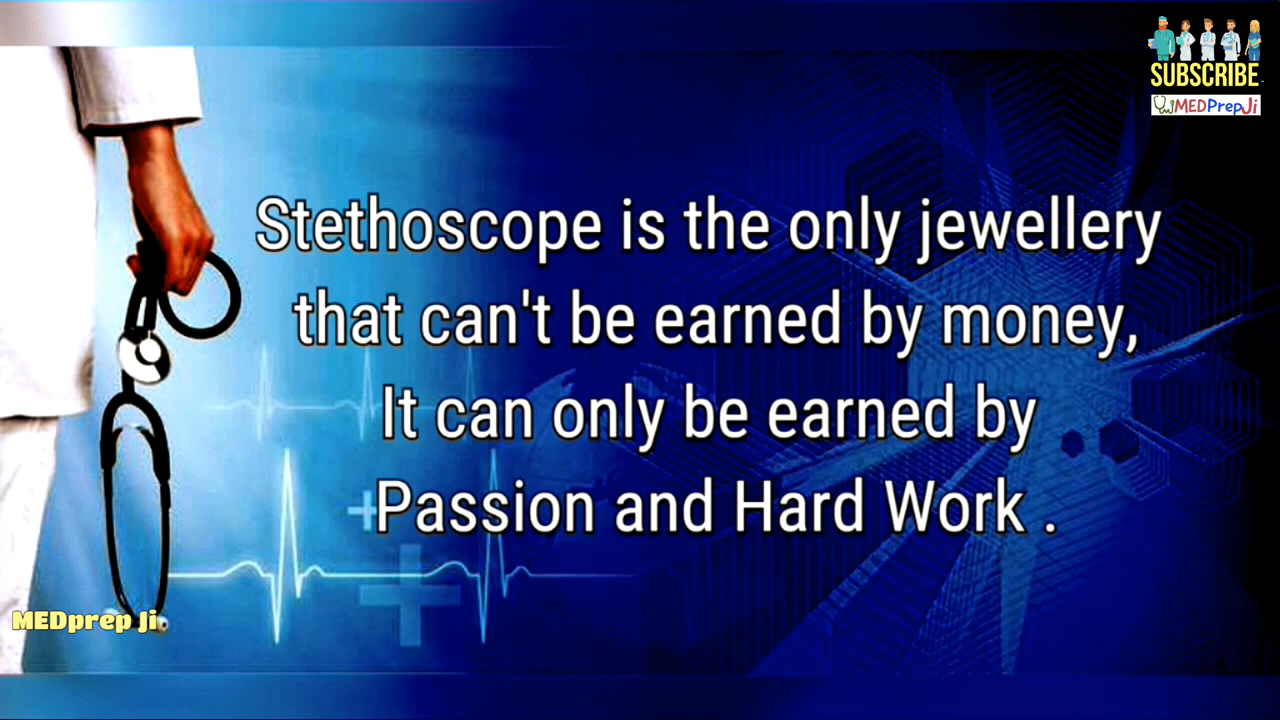 SUBSCRIBE
MEDPrepJi
Stethoscope is the only jewellery
that can't be earned by money,
It can only be earned by
Passion and Hard Work .
MEDprep Ji